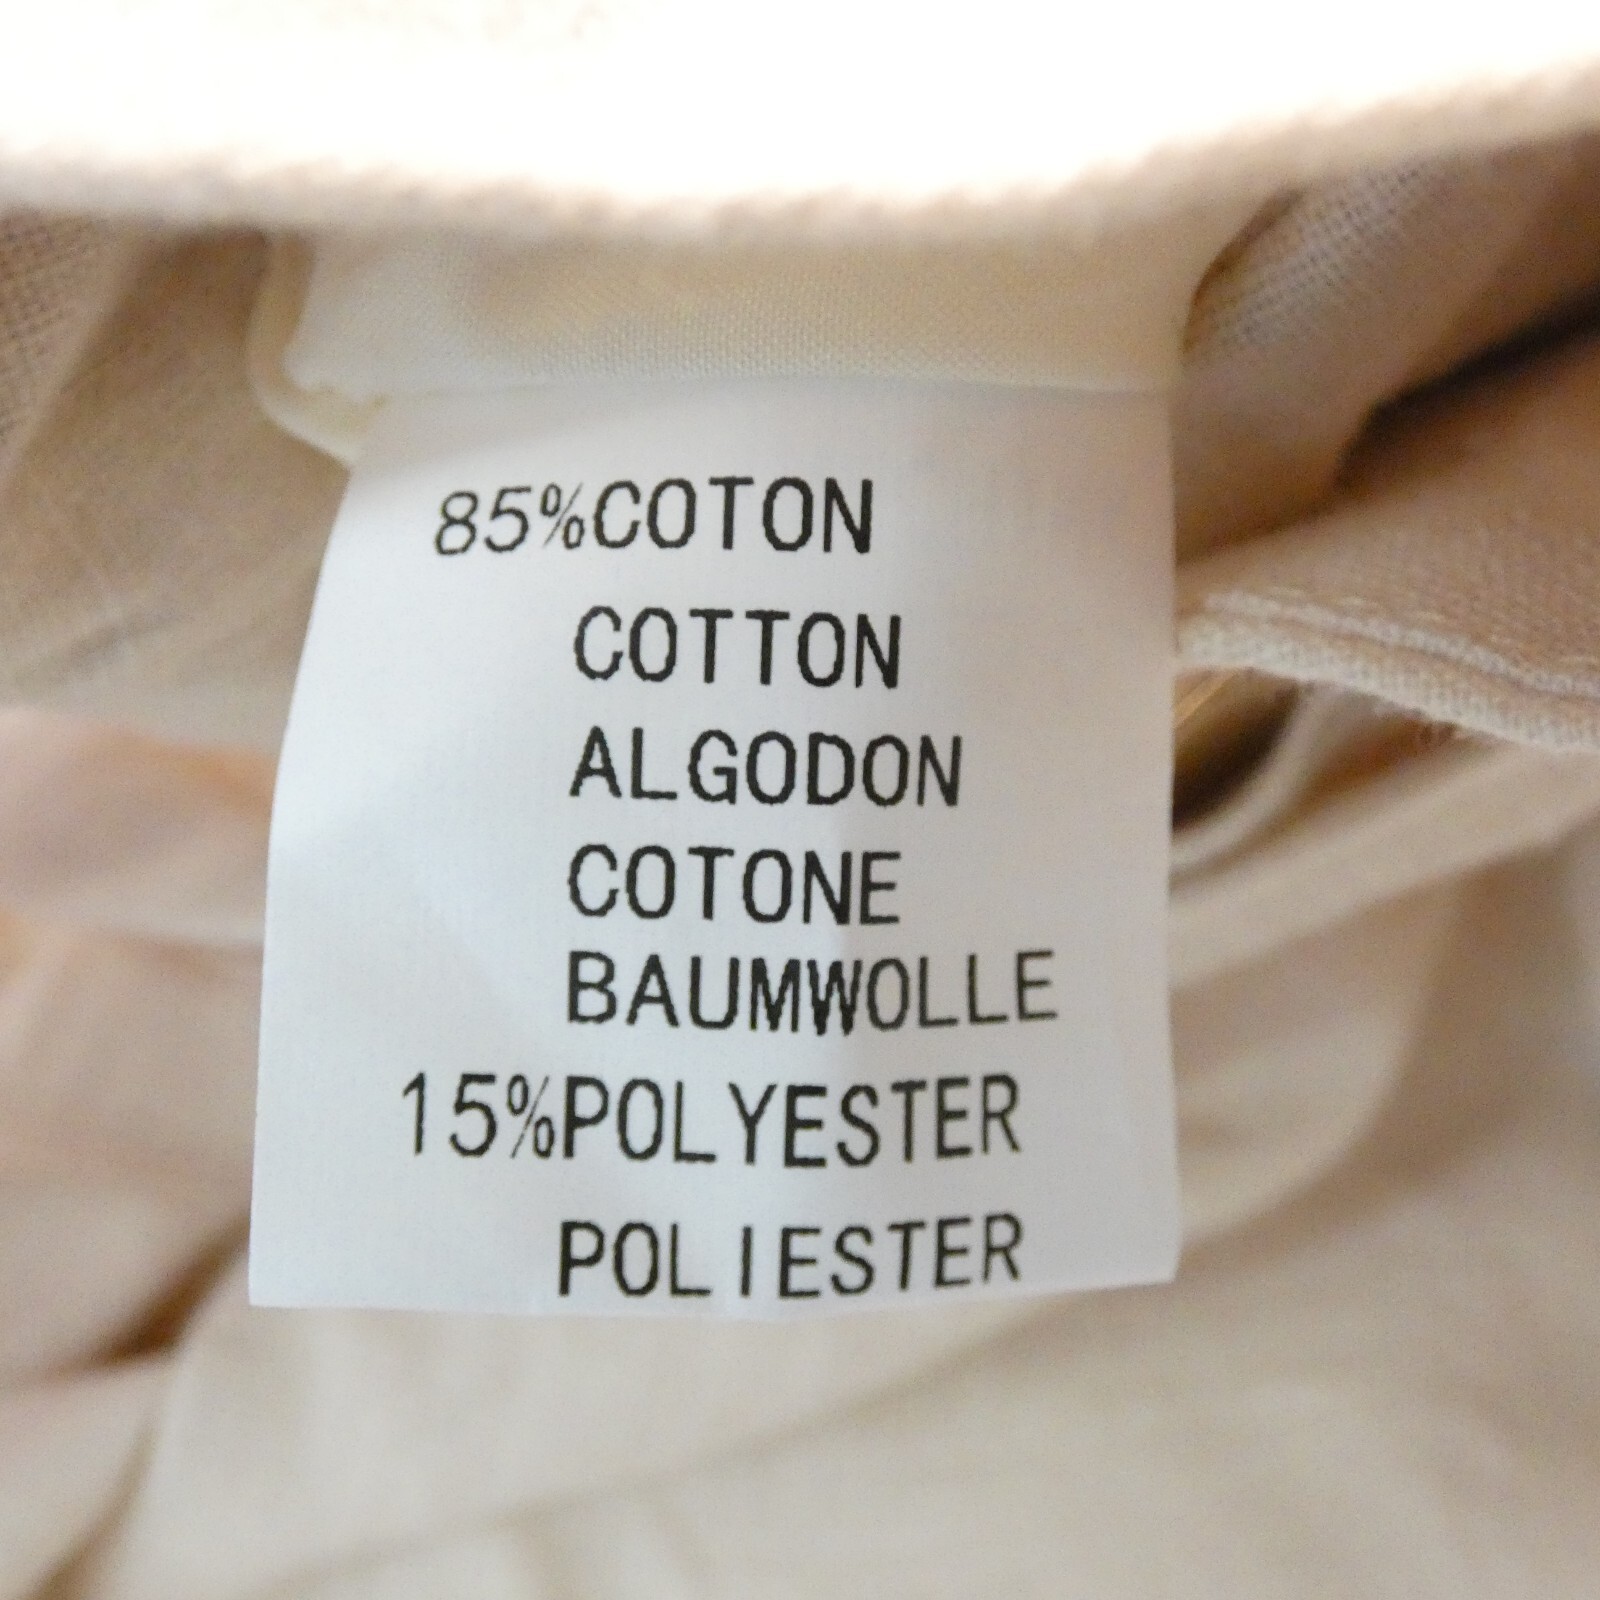 85%COTON
COTTON
ALGODON
COTONE
BAUMWOLLE
15%POLYESTER
POLIESTER